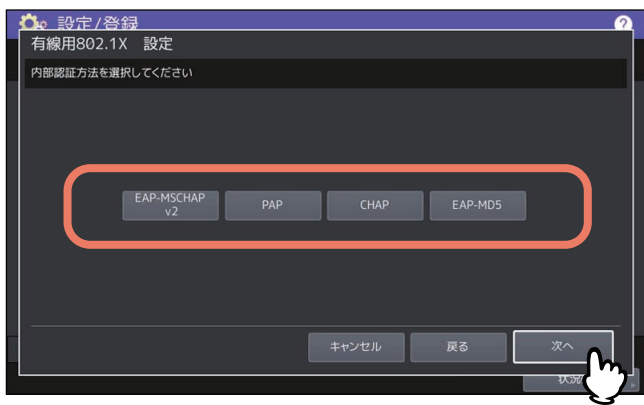 設定/登録
?
有線用802.1X 設定
内部認証方法を選択してください
EAP-MSCHAP
v2
PAP
CHAP
EAP-MD5
キャンセル
戻る
次へ
状況